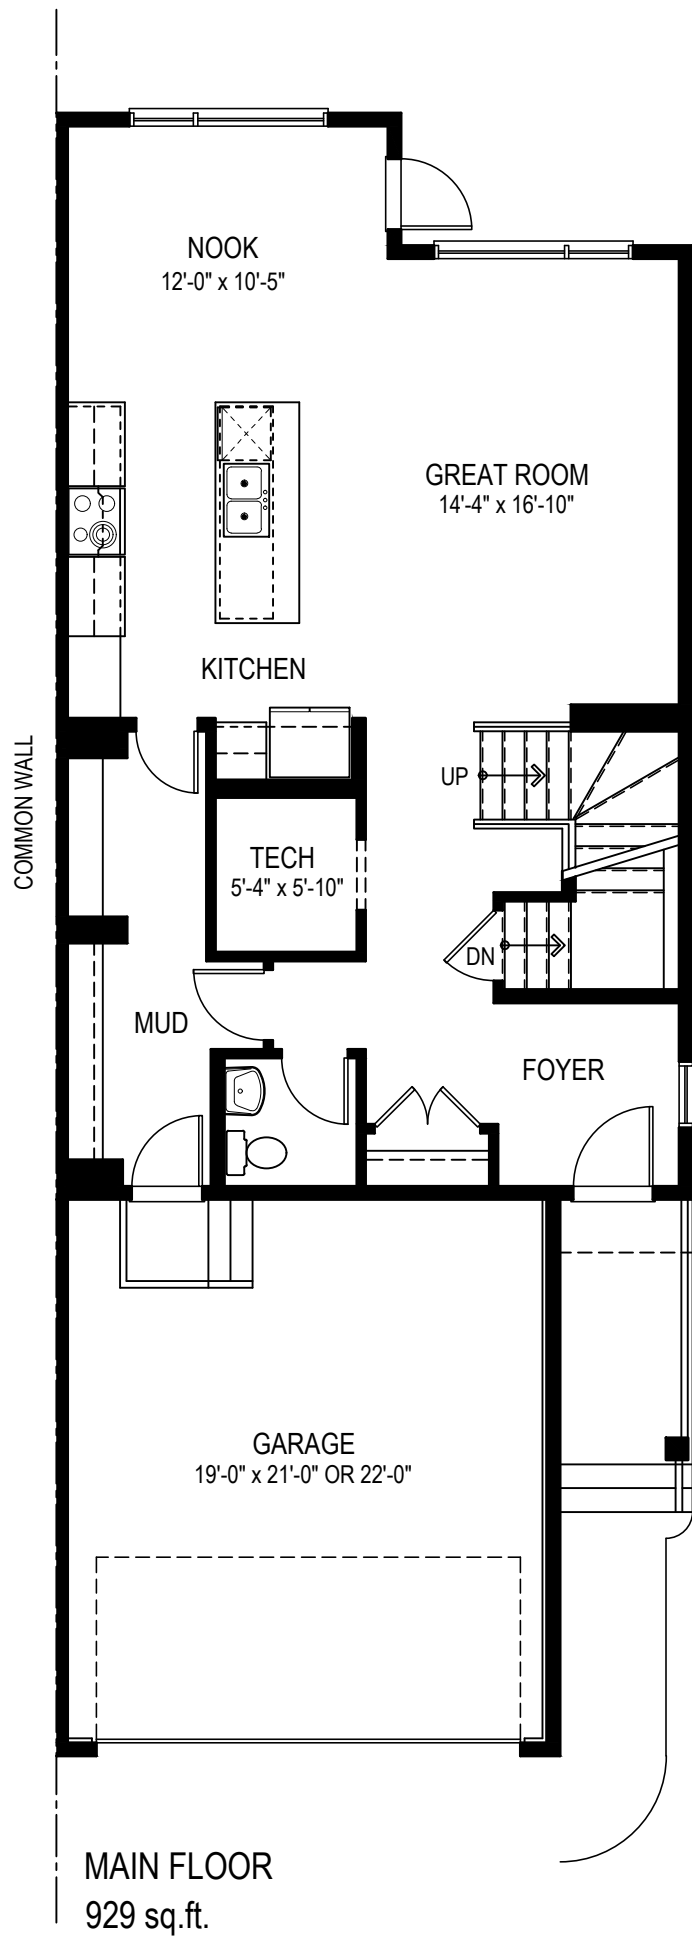 NOOK
12'-0" x 10'-5"
GREAT ROOM
14'-4" x 16'-10"
KITCHEN
COMMON WALL
UP
TECH
5'-4" x 5'-10"
DN
MUD
FOYER
GARAGE
19'-0" x 21'-0" OR 22'-0"
MAIN FLOOR
929 sq.ft.